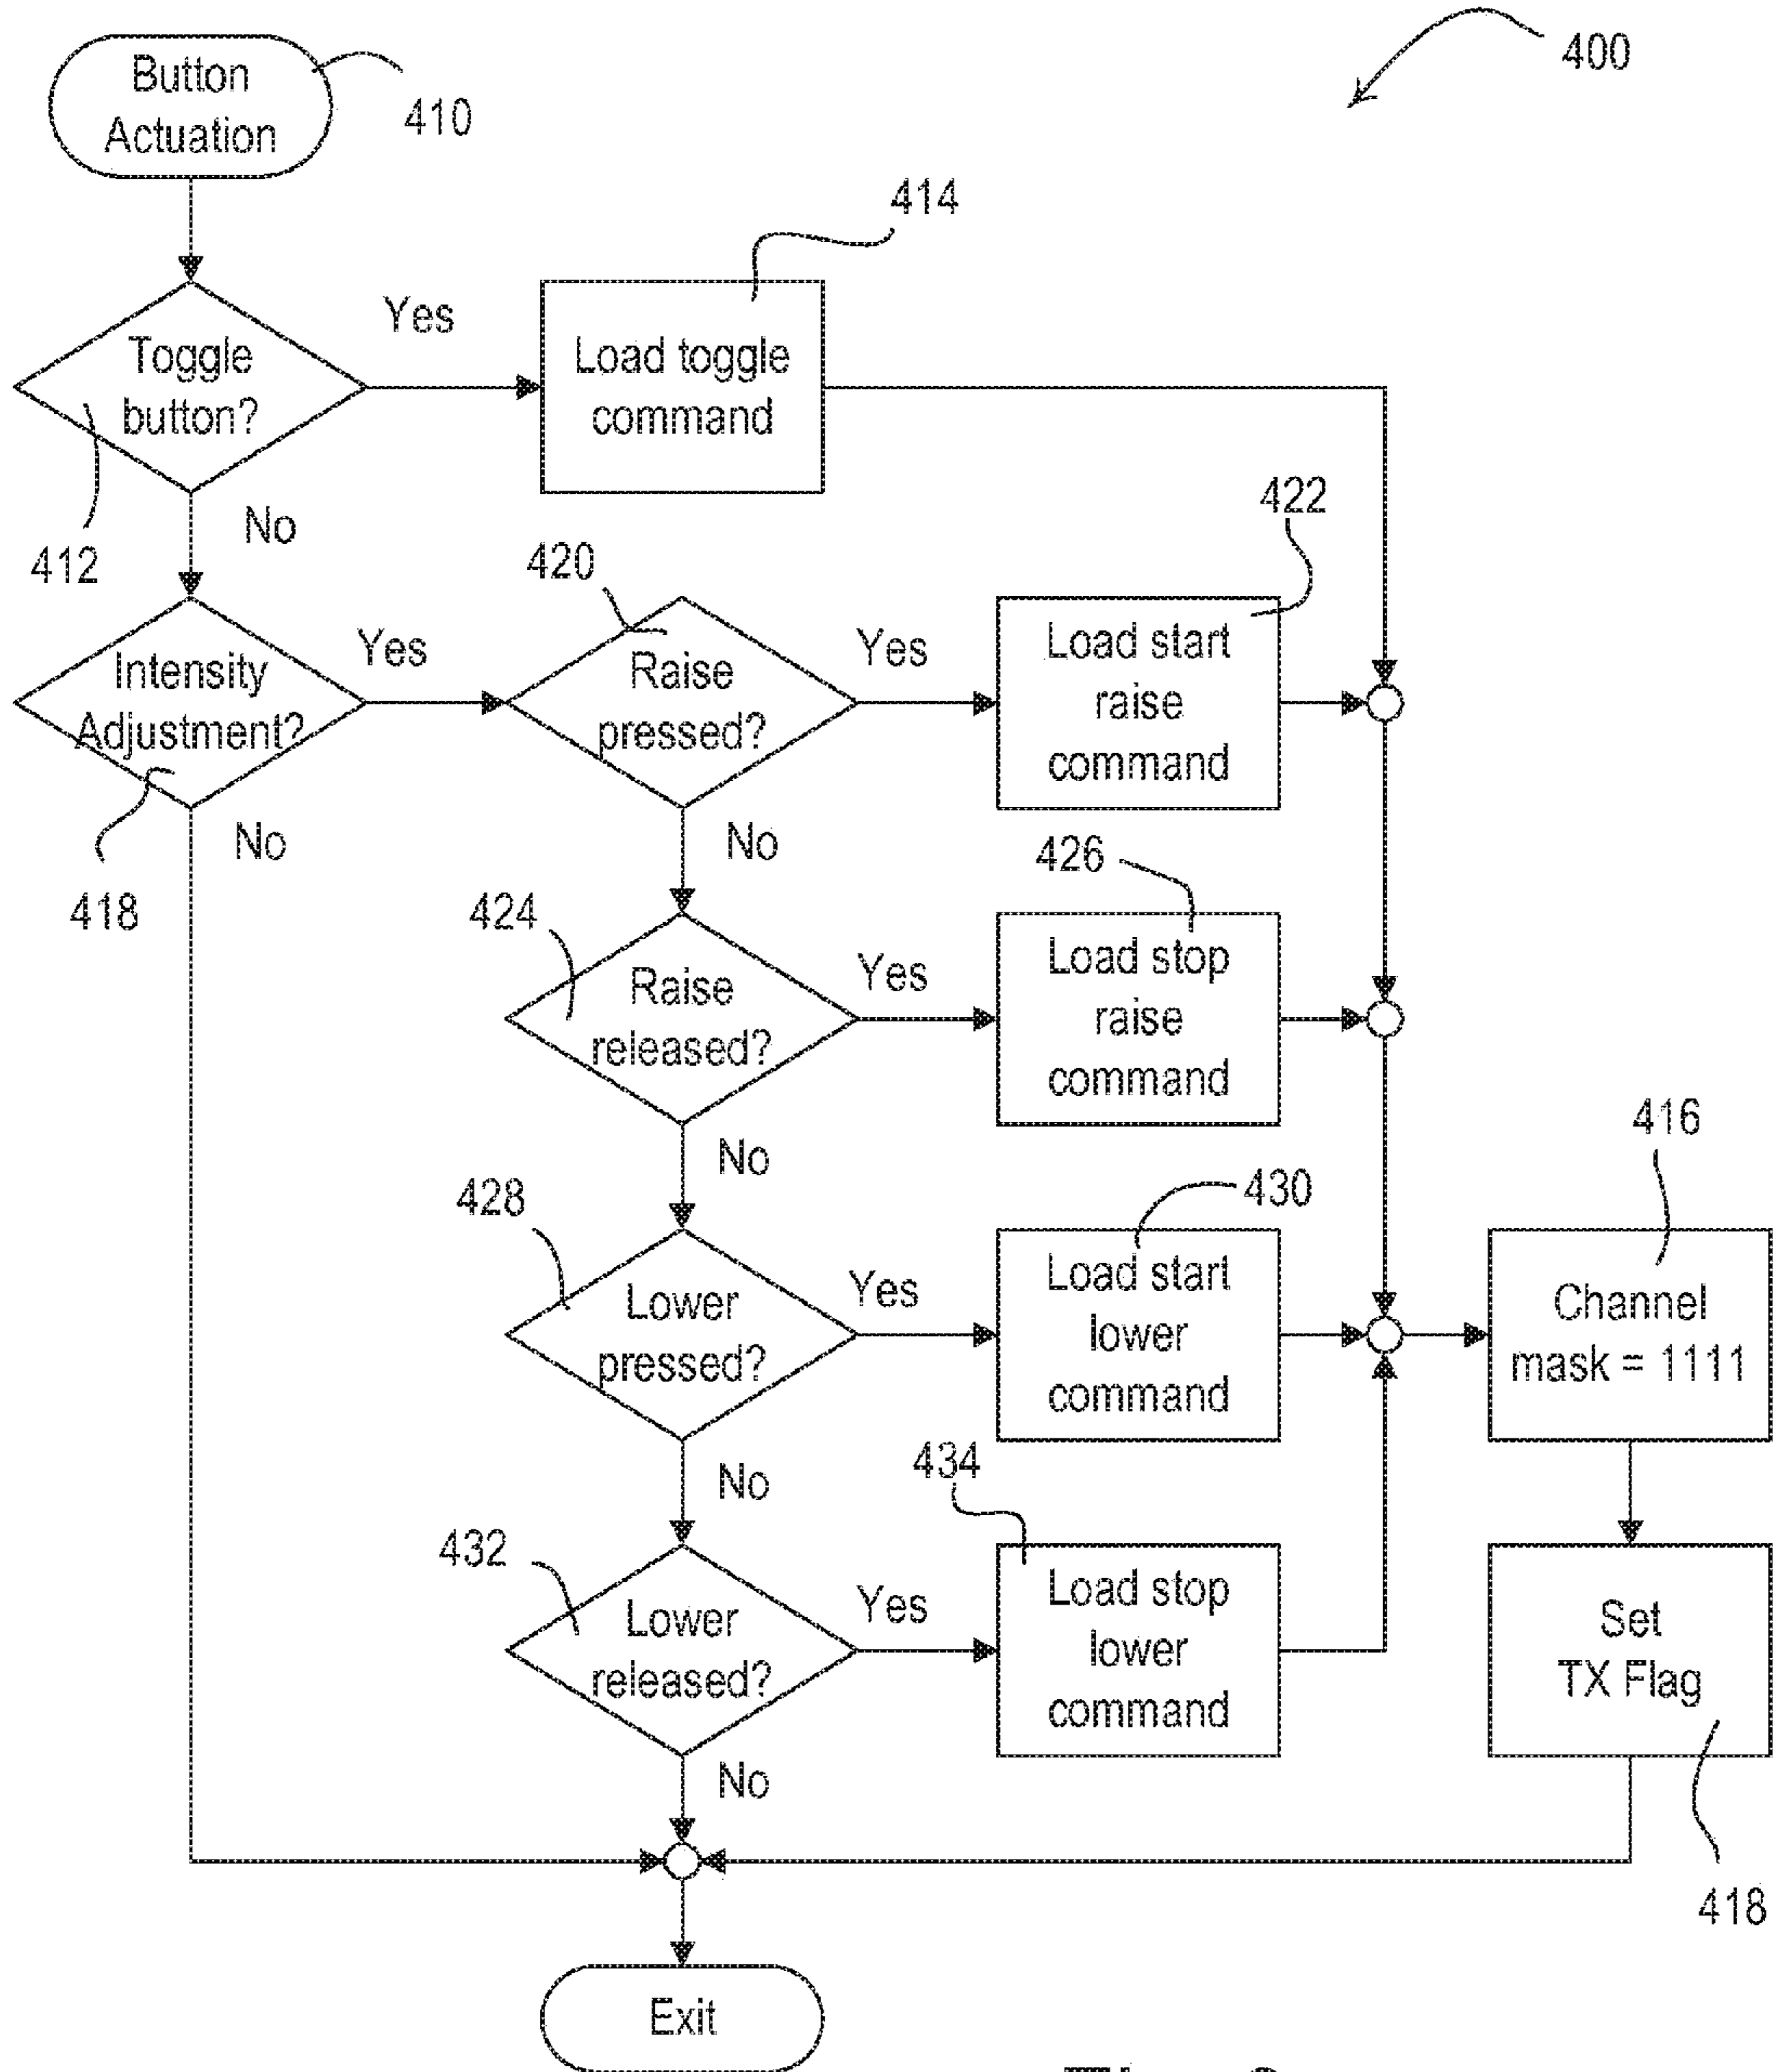 400
Button
Actuation
410
414
Toggle
button?
Yes
Load toggle
command
412
No
420
422
Intensity
Adjustment?
Yes
Raise
pressed?
Yes
Load start
raise
command
418
No
No
424
426
Raise
released?
Yes
Load stop
raise
command
416
No
428
430
Lower
pressed?
Yes
Load start
lower
command
Channel
mask = 1111
No
434
432
Lower
released?
Yes
Load stop
lower
command
Set
TX Flag
No
418
Exit